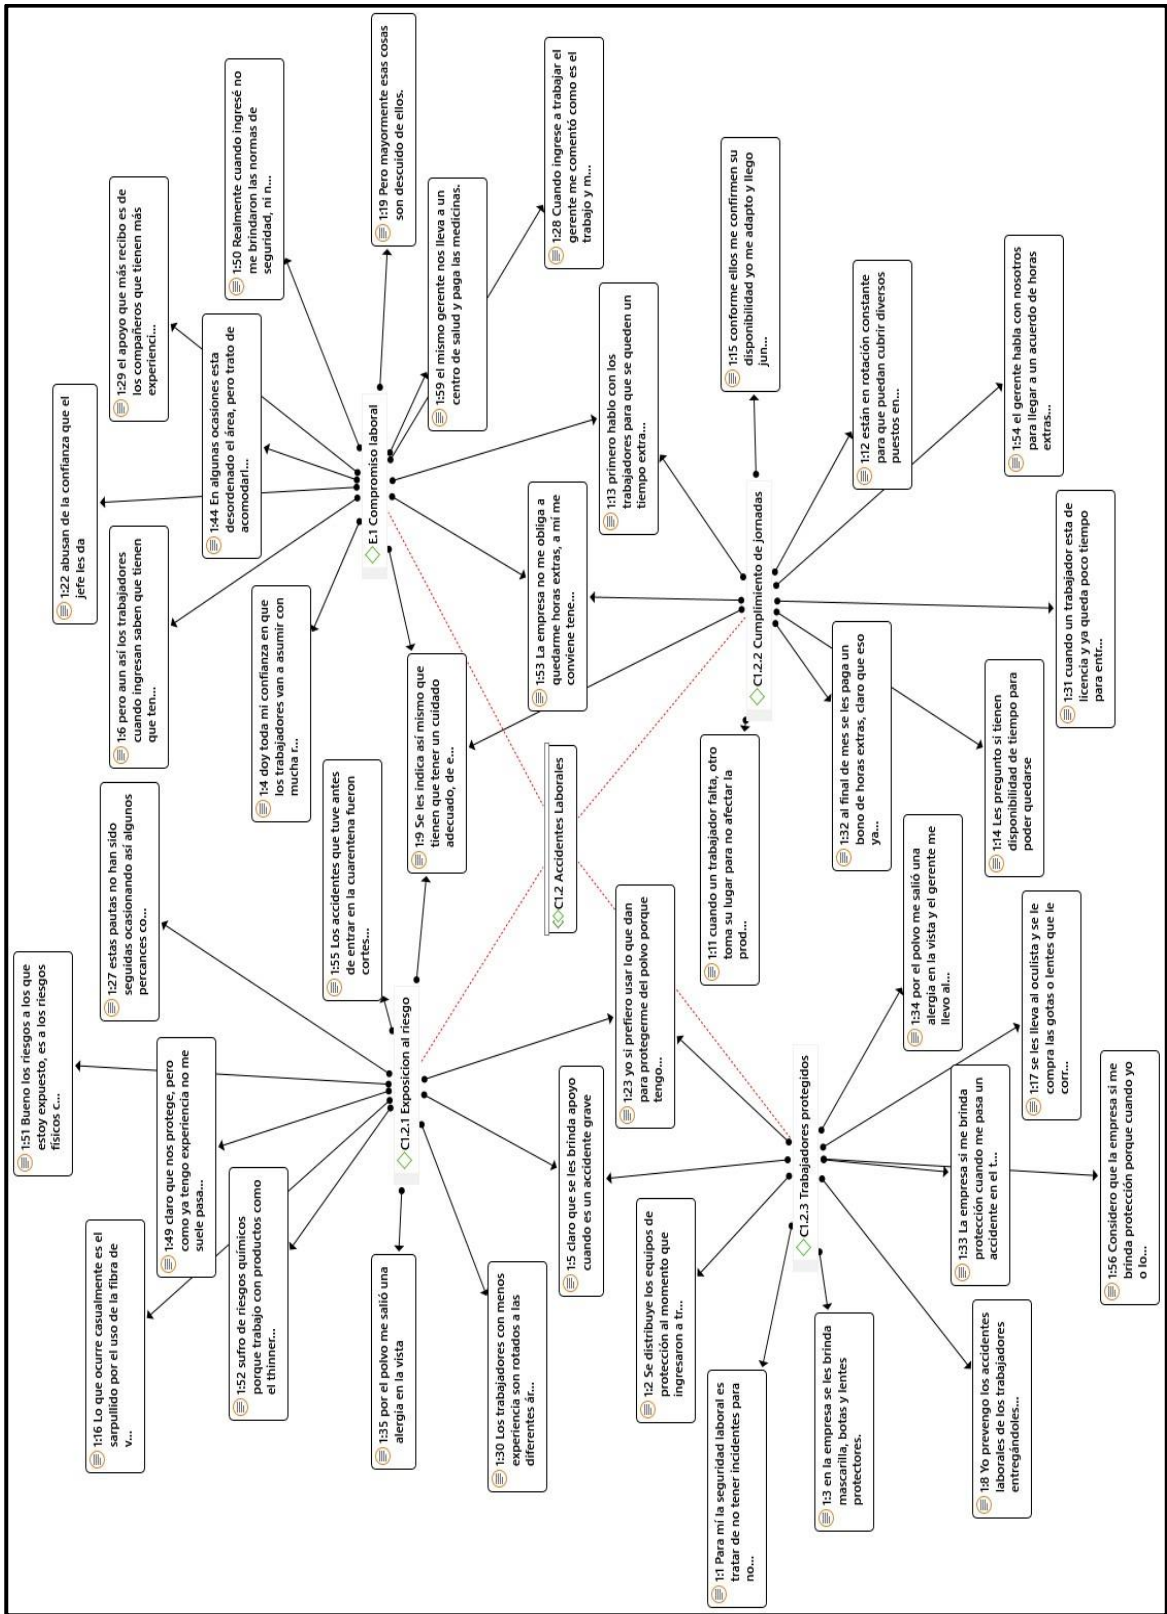 1:51 Bueno los riesgos a los que
estoy expuesto, es a los riesgos
físicos c...
1:22 abusan de la confianza que el
jefe les da
1:16 Lo que ocurre casualmente es el
sarpullido por el uso de la fibra de
v...
1:27 estas pautas no han sido
seguidas ocasionando así algunos
percances co...
1:6 pero aun así los trabajadores
cuando ingresan saben que tienen
que ten...
1:29 el apoyo que más recibo es de
los compañeros que tienen más
experienci...
1:49 claro que nos protege, pero
como ya tengo experiencia no me
suele pasa...
1:44 En algunas ocasiones esta
desordenado el área, pero trato de
acomodarl...
1:50 Realmente cuando ingresé no
me brindaron las normas de
seguridad, ni n...
1:52 sufro de riesgos químicos
porque trabajo con productos como
el thinner...
1:4 doy toda mi confianza en que
los trabajadores van a asumir con
mucha r...
1:55 Los accidentes que tuve antes
de entrar en la cuarentena fueron
cortes...
1:35 por el polvo me salió una
alergia en la vista
C1.2.1 Exposicion al riesgo
E.1 Compromiso laboral
1:19 Pero mayormente esas cosas
son descuido de ellos.
1:9 Se les indica así mismo que
tienen que tener un cuidado
adecuado, de e...
1:59 el mismo gerente nos lleva a un
centro de salud y paga las medicinas.
1:30 Los trabajadores con menos
experiencia son rotados a las
diferentes ár...
1:53 La empresa no me obliga a
quedarme horas extras, a mí me
conviene tene...
1:28 Cuando ingrese a trabajar el
gerente me comentó como es el
trabajo y m...
1:5 claro que se les brinda apoyo
cuando es un accidente grave
C1.2 Accidentes Laborales
1:23 yo si prefiero usar lo que dan
para protegerme del polvo porque
tengo...
1:13 primero hablo con los
trabajadores para que se queden un
tiempo extra...
1:2 Se distribuye los equipos de
protección al momento que
ingresaron a tr...
1:1 Para mí la seguridad laboral es
tratar de no tener incidentes para
no...
1:11 cuando un trabajador falta, otro
toma su lugar para no afectar la
prod...
C1.2.2 Cumplimiento de jornadas
1:15 conforme ellos me confirmen su
disponibilidad yo me adapto y llego
jun...
C1.2.3 Trabajadores protegidos
1:3 en la empresa se les brinda
mascarilla, botas y lentes
protectores.
1:32 al final de mes se les paga un
bono de horas extras, claro que eso
ya...
1:12 están en rotación constante
para que puedan cubrir diversos
puestos en...
1:34 por el polvo me salió una
alergia en la vista y el gerente me
llevo al...
1:33 La empresa si me brinda
protección cuando me pasa un
accidente en el t...
1:8 Yo prevengo los accidentes
laborales de los trabajadores
entregándoles...
1:14 Les pregunto si tienen
disponibilidad de tiempo para
poder quedarse
1:54 el gerente habla con nosotros
para llegar a un acuerdo de horas
extras...
1:17 se les lleva al oculista y se le
compra las gotas o lentes que le
corr...
1:31 cuando un trabajador esta de
licencia y ya queda poco tiempo
para entr...
1:56 Considero que la empresa si me
brinda protección porque cuando yo
o lo...